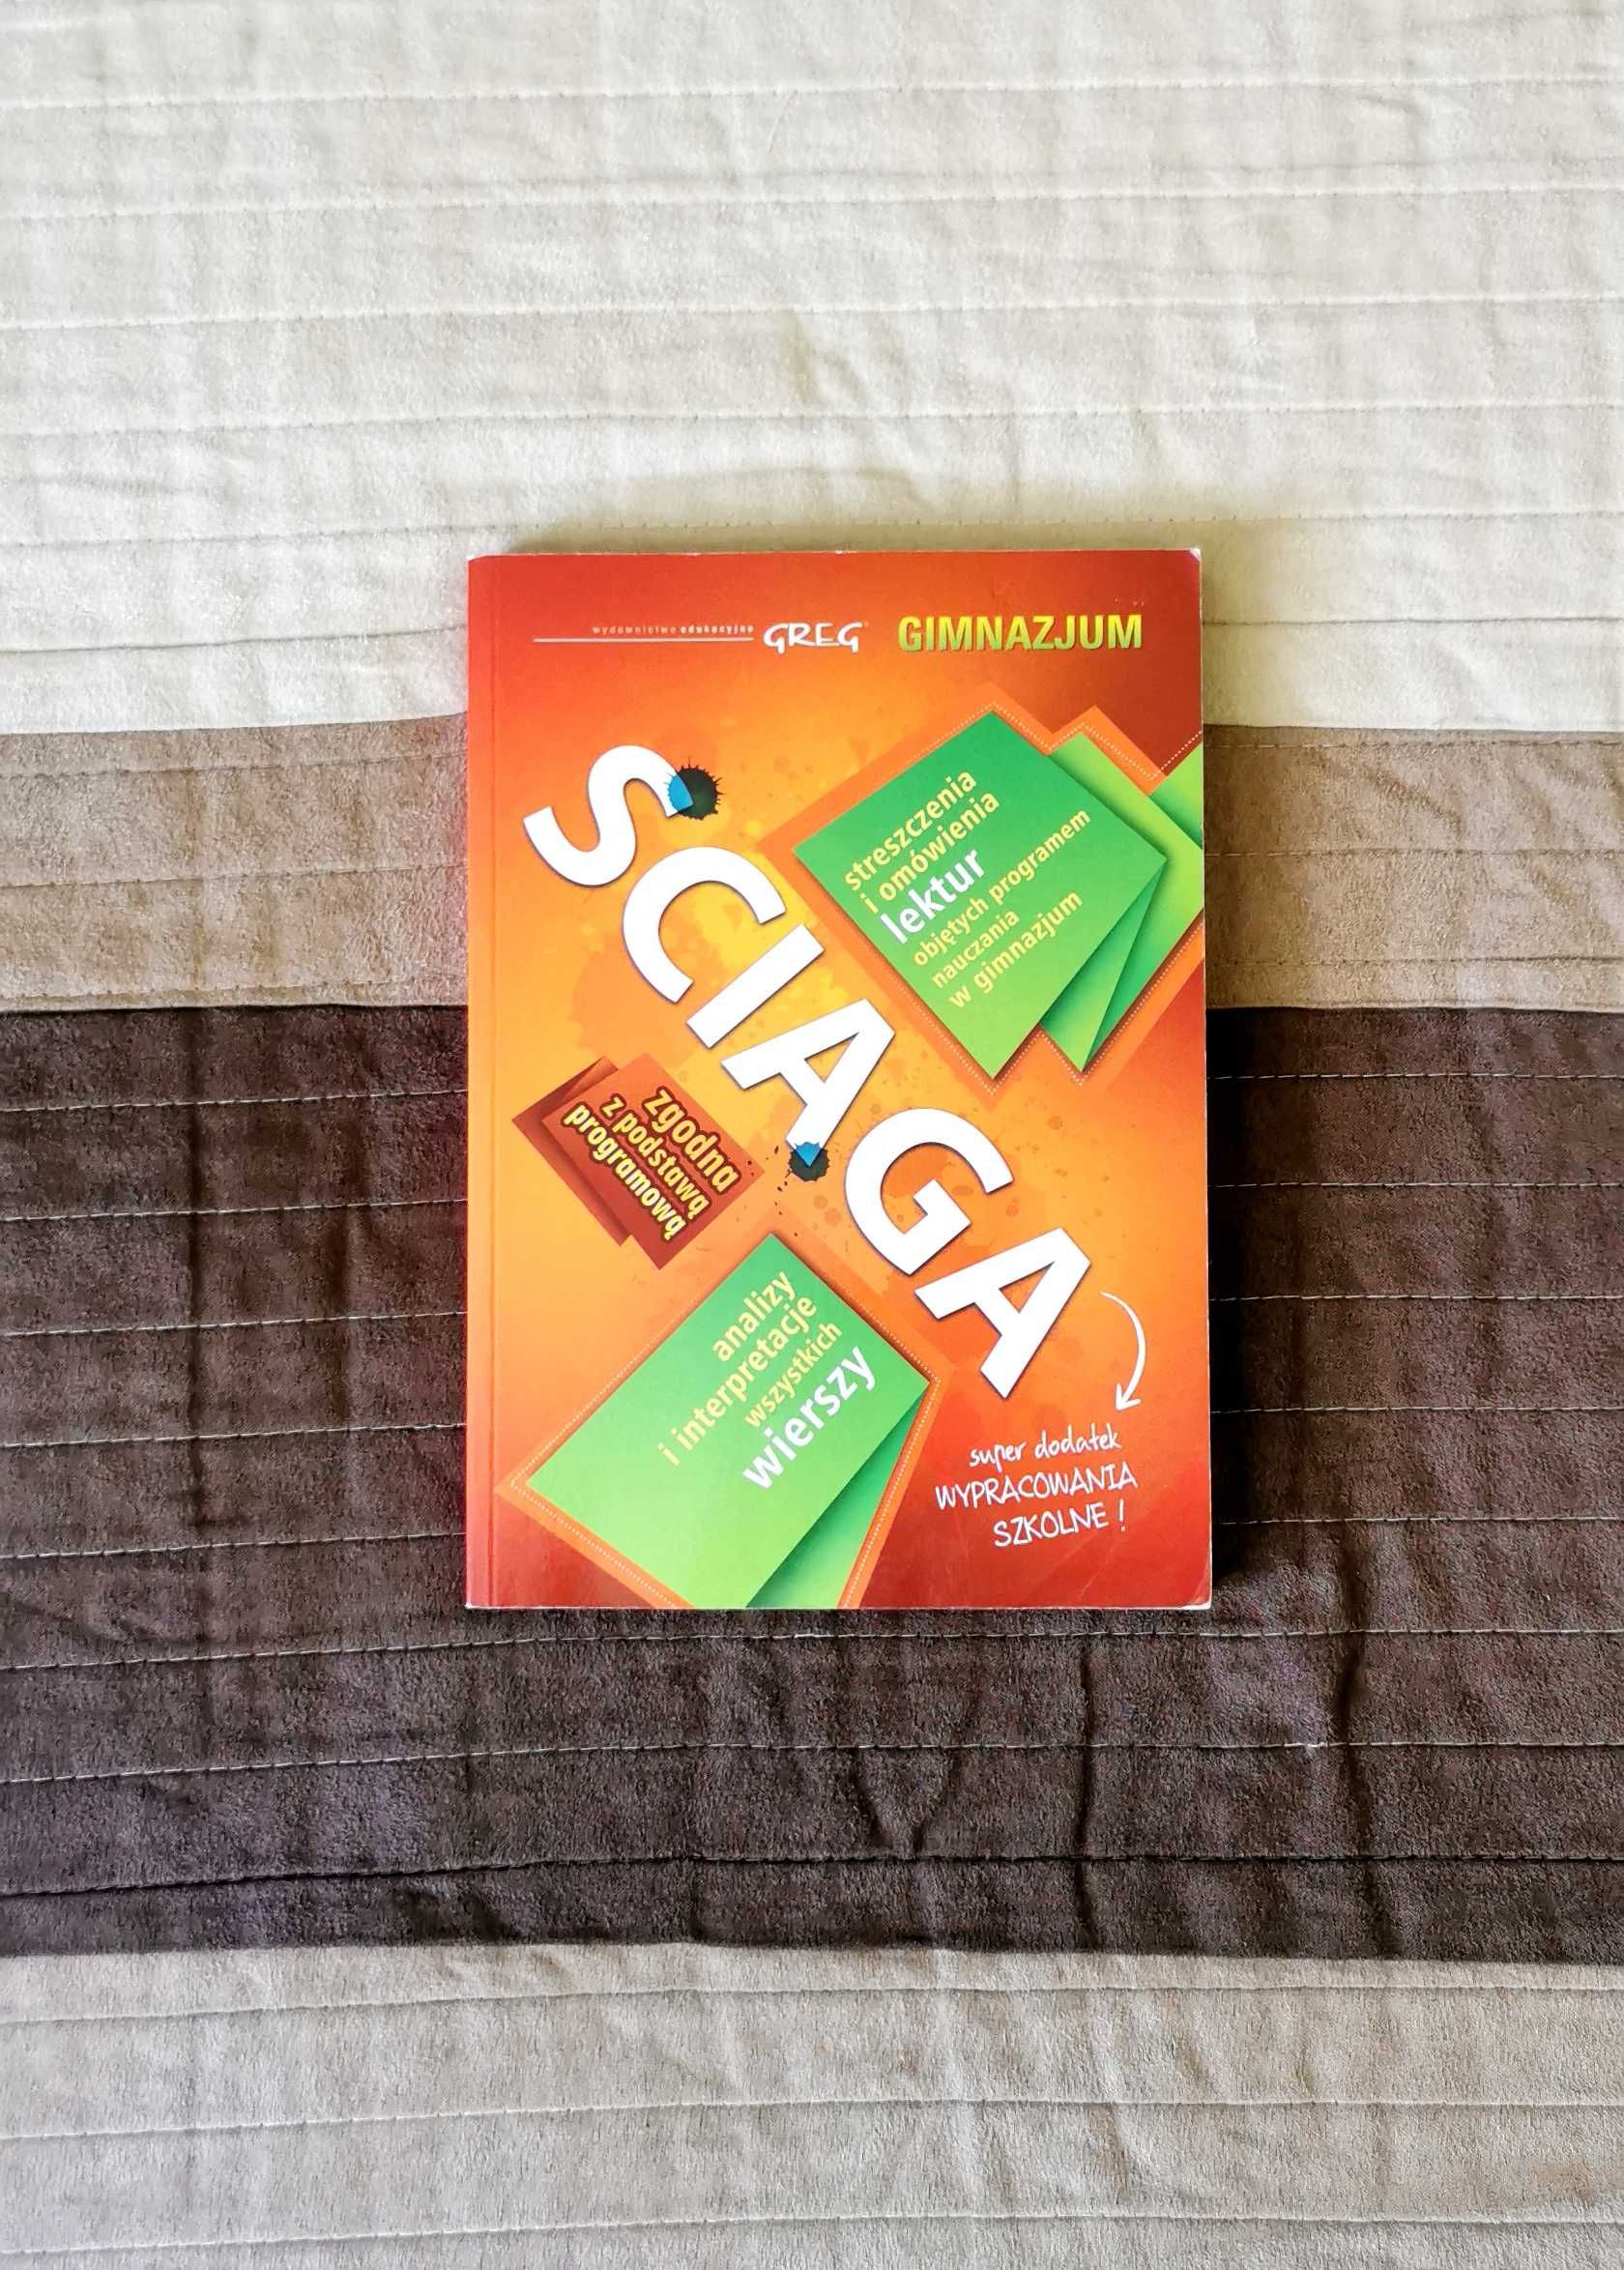 wydawnictwo edukacyjne GREG GIMNAZJUM
ŚCIĄGA
streszczenia
i omówienia
lektur
objętych programem
nauczania
w gimnazjum
zgodna
z podstawą
programową
analizy
i interpretacje
wszystkich
wierszy
super dodatek
WYPRACOWANIA
SZKOLNE !